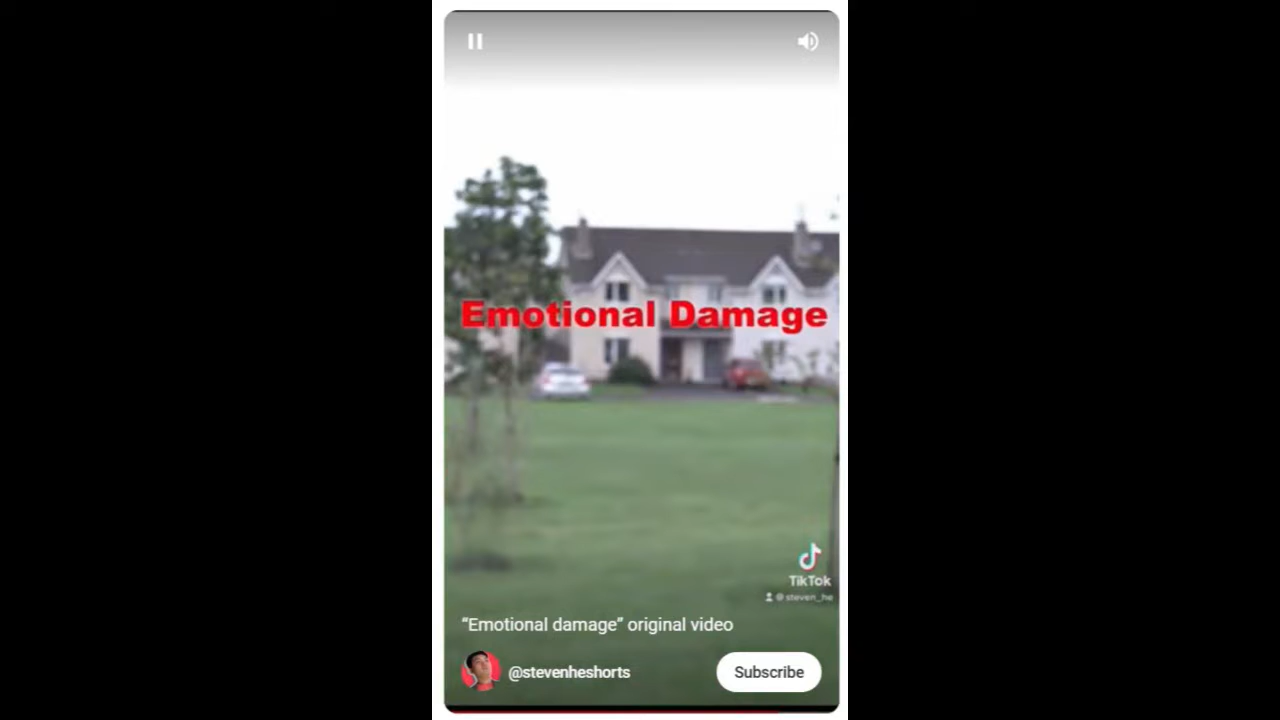 Emotional Damage
TikTok
@steven_he
“Emotional damage” original video
@stevenheshorts
Subscribe